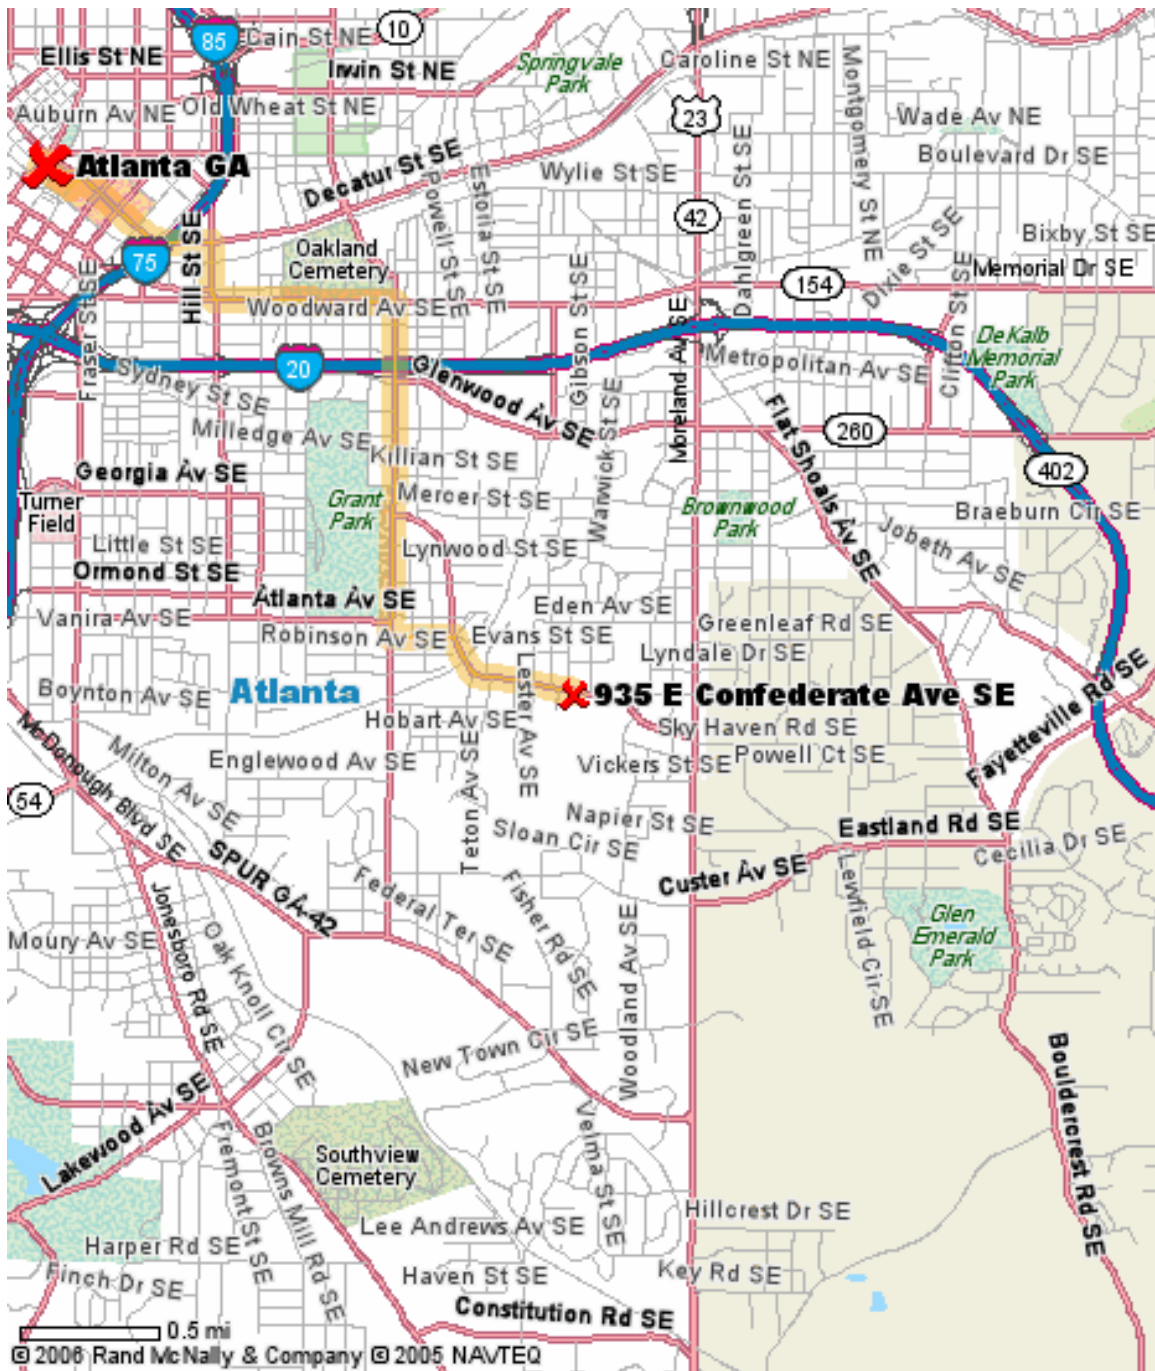 85
Cain St NE
10
Ellis St NE
Irwin St NE
Springvale
Park
Caroline St NE
Auburn Av NE
Old Wheat St NE
23
Montgomery St NE
Wade Av NE
Atlanta GA
Decatur St SE
Wylie St SE
Boulevard Dr SE
Powell St SE
Estoria St SE
42
Dahlgren St SE
Dixie St SE
Bixby St SE
Hill St SE
75
Oakland
Cemetery
Memorial Dr SE
154
Woodward Av SE
Gibson St SE
Fraser St SE
Moreland Av SE
Clifton St SE
De Kalb
Memorial
Park
20
Sydney St SE
Glenwood Av SE
Metropolitan Av SE
Milledge Av SE
Warwick St SE
Flat Shoals Av SE
260
Killian St SE
Georgia Av SE
402
Turner
Field
Grant
Park
Mercer St SE
Brownwood
Park
Braeburn Cir SE
Little St SE
Lynwood St SE
Jobeth Av SE
Ormond St SE
Atlanta Av SE
Eden Av SE
Vanira Av SE
Robinson Av SE
Evans St SE
Greenleaf Rd SE
Lyndale Dr SE
Boynton Av SE
Atlanta
Lester Av SE
935 E Confederate Ave SE
Fayetteville Rd SE
Hobart Av SE
Sky Haven Rd SE
McDonough Blvd SE
Milton Av SE
Englewood Av SE
Teton Av SE
Vickers St SE
Powell Ct SE
54
Napier St SE
Sloan Cir SE
Eastland Rd SE
Cecilia Dr SE
SPUR GA-42
Custer Av SE
Lewfield Cir SE
Jonesboro Rd SE
Federal Ter SE
Fisher Rd SE
Glen
Emerald
Park
Moury Av SE
Oak Knoll Cir SE
Woodland Av SE
New Town Cir SE
Bouldercrest Rd SE
Lakewood Av SE
Fremont St SE
Browns Mill Rd SE
Southview
Cemetery
Velma St SE
Lee Andrews Av SE
Hillcrest Dr SE
Harper Rd SE
Finch Dr SE
Haven St SE
Key Rd SE
Constitution Rd SE
0.5 mi
© 2006 Rand McNally & Company © 2005 NAVTEQ